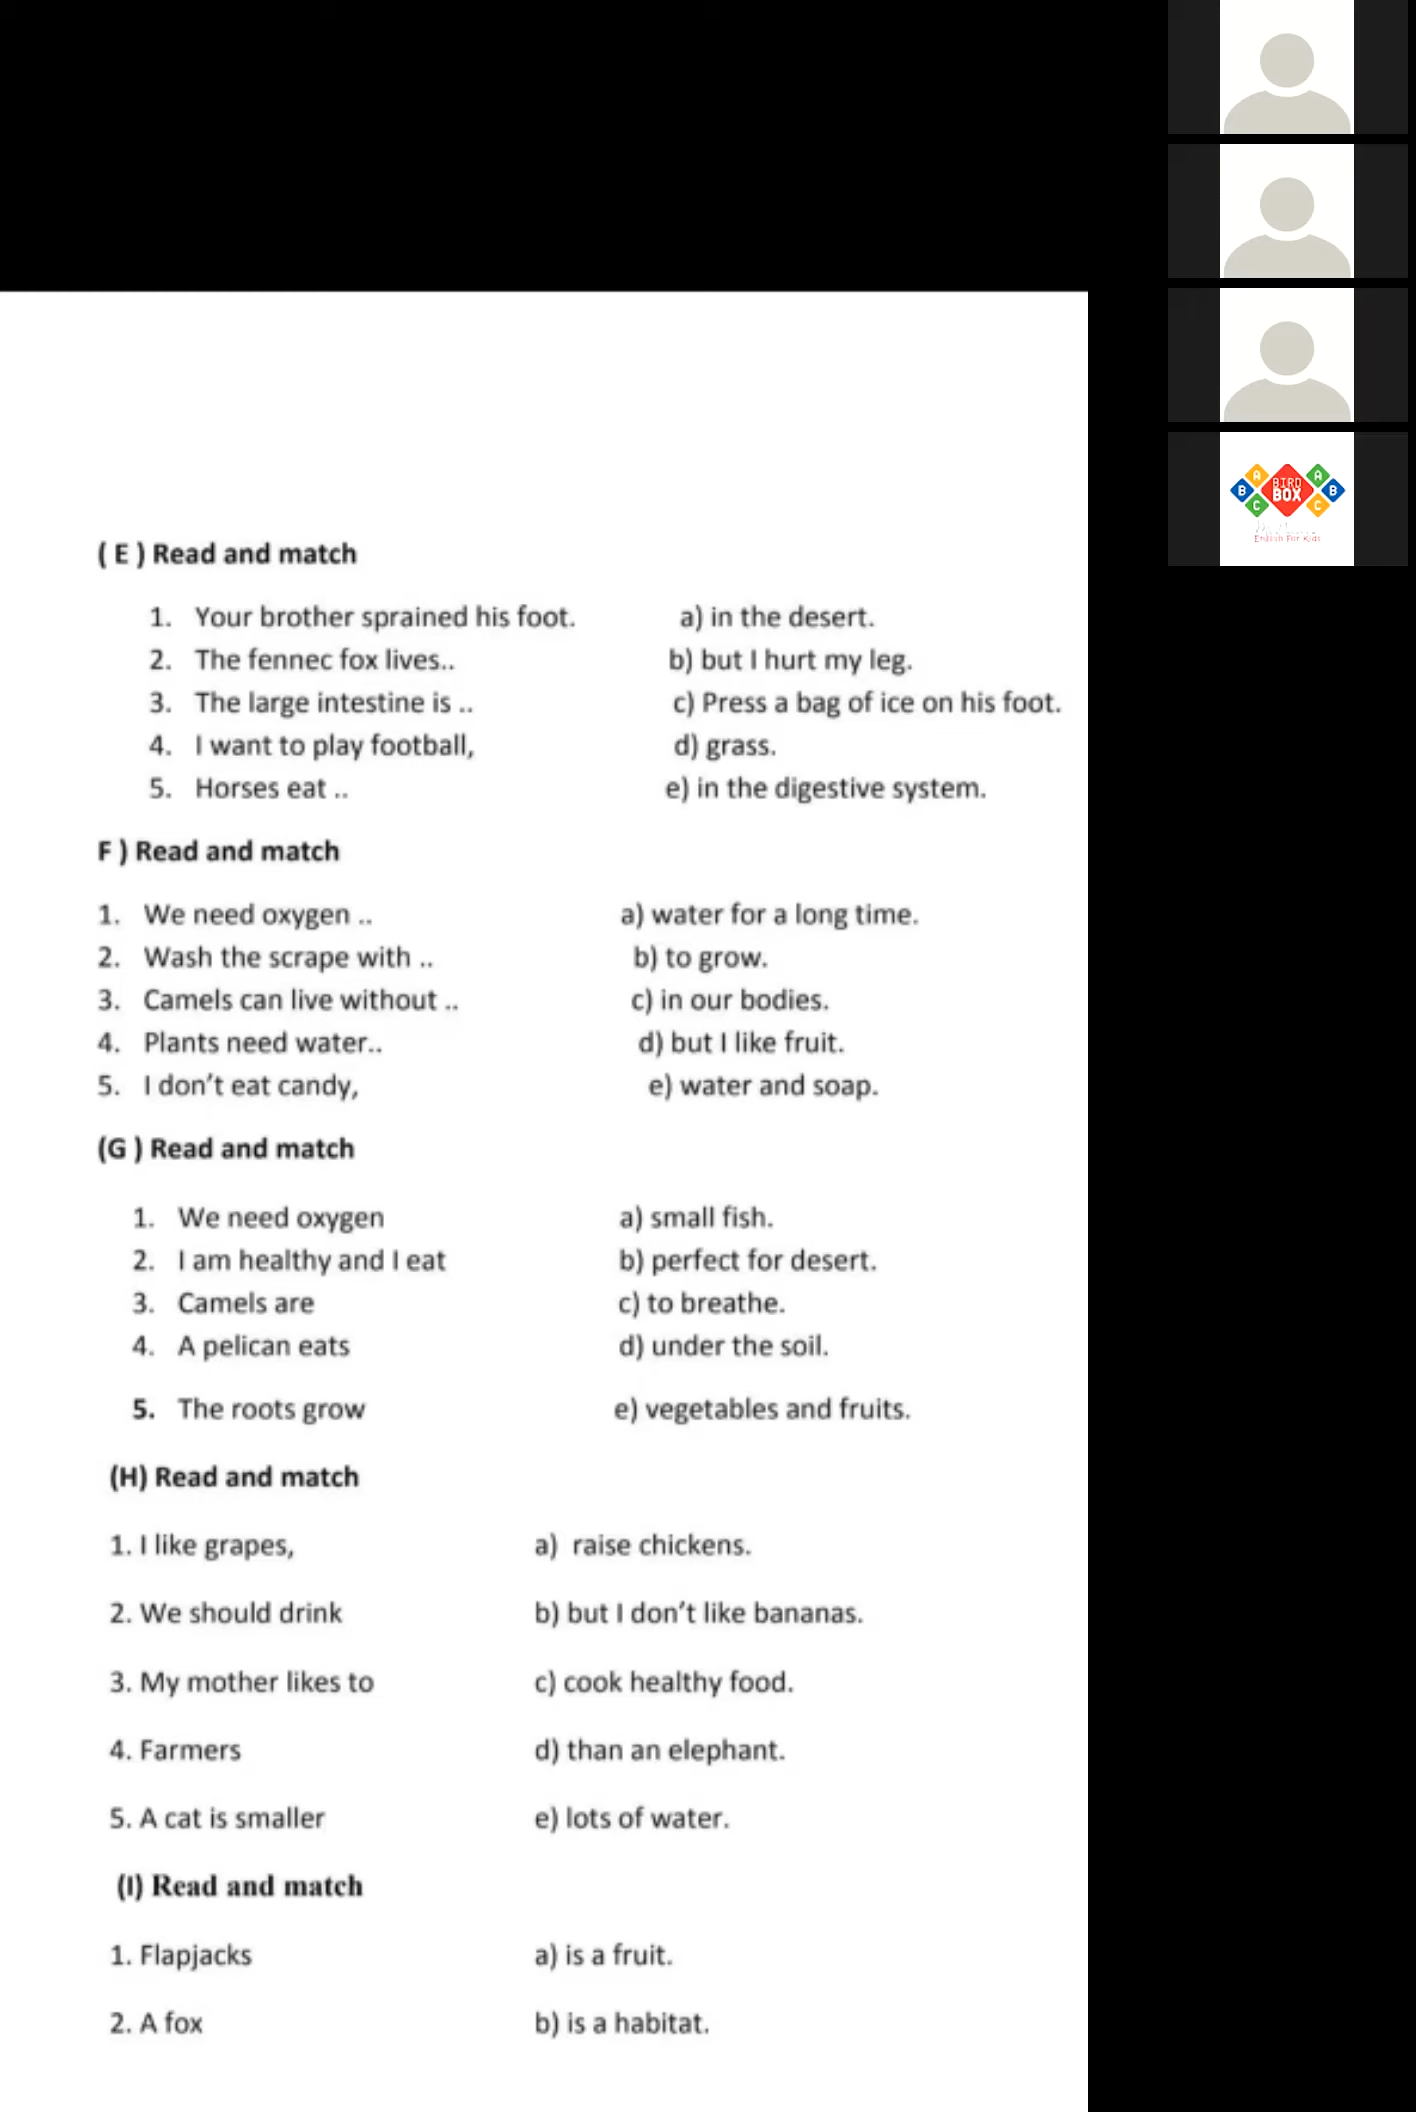 ( E ) Read and match
1. Your brother sprained his foot. a) in the desert.
2. The fennec fox lives.. b) but I hurt my leg.
3. The large intestine is .. c) Press a bag of ice on his foot.
4. I want to play football, d) grass.
5. Horses eat .. e) in the digestive system.
F ) Read and match
1. We need oxygen .. a) water for a long time.
2. Wash the scrape with .. b) to grow.
3. Camels can live without .. c) in our bodies.
4. Plants need water.. d) but I like fruit.
5. I don't eat candy, e) water and soap.
(G ) Read and match
1. We need oxygen a) small fish.
2. I am healthy and I eat b) perfect for desert.
3. Camels are c) to breathe.
4. A pelican eats d) under the soil.
5. The roots grow e) vegetables and fruits.
(H) Read and match
1. I like grapes, a) raise chickens.
2. We should drink b) but I don't like bananas.
3. My mother likes to c) cook healthy food.
4. Farmers d) than an elephant.
5. A cat is smaller e) lots of water.
(I) Read and match
1. Flapjacks a) is a fruit.
2. A fox b) is a habitat.
A A
B BIRD BOX B
C C
English For Kids